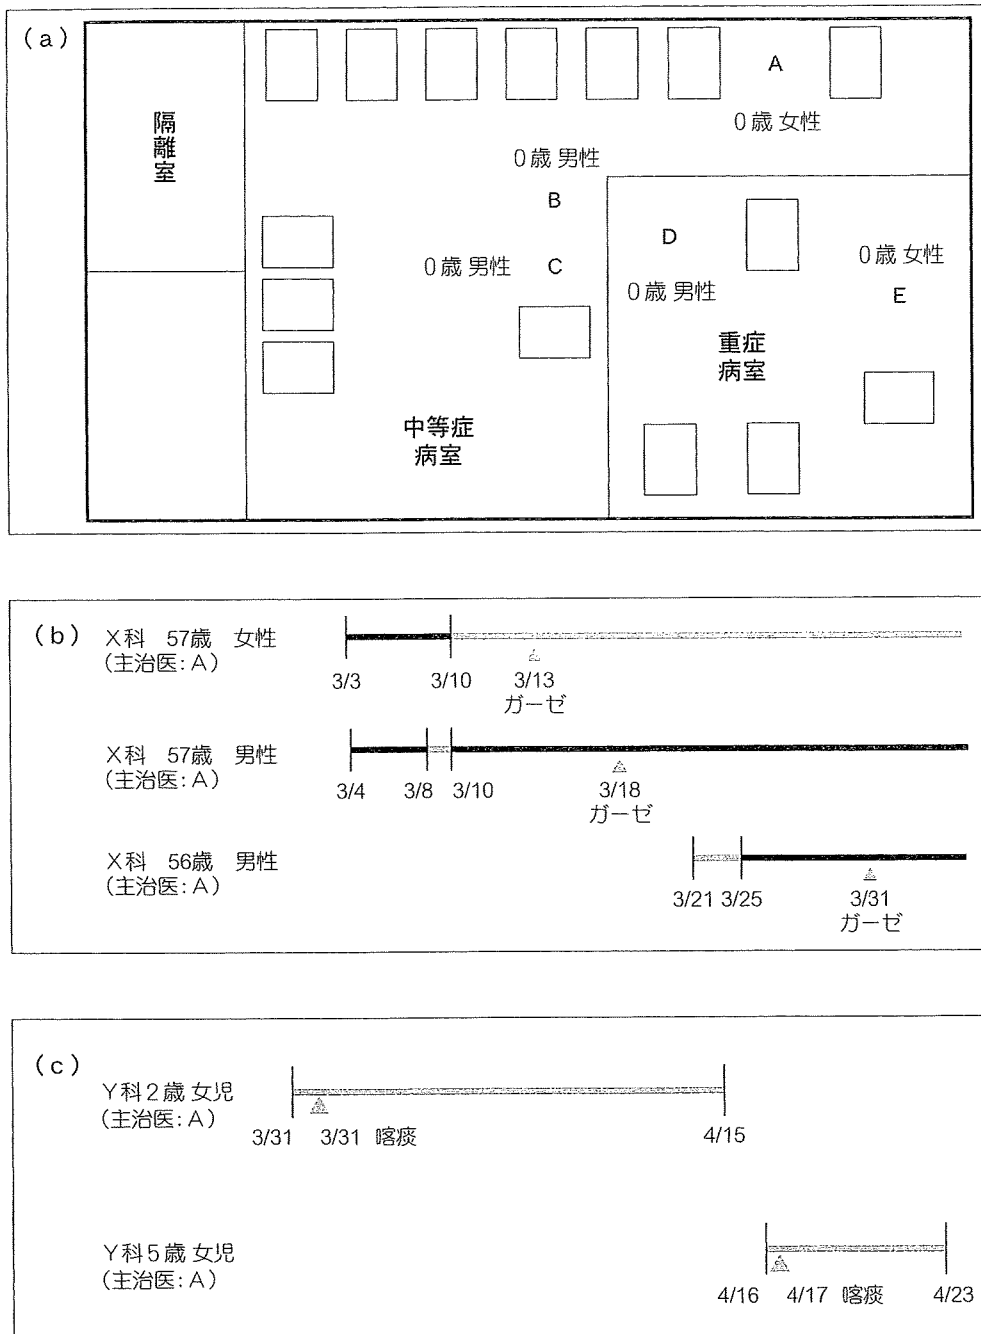 (a)
隔離室
A
0歳 女性
0歳 男性
B
0歳 男性 C
D
0歳 男性
0歳 女性
E
重症
病室
中等症
病室
(b)
X科 57歳 女性
(主治医:A)
3/3 3/10 3/13
ガーゼ
X科 57歳 男性
(主治医:A)
3/4 3/8 3/10 3/18
ガーゼ
X科 56歳 男性
(主治医:A)
3/21 3/25 3/31
ガーゼ
(c)
Y科2歳 女児
(主治医:A)
3/31 3/31 喀痰 4/15
Y科5歳 女児
(主治医:A)
4/16 4/17 喀痰 4/23